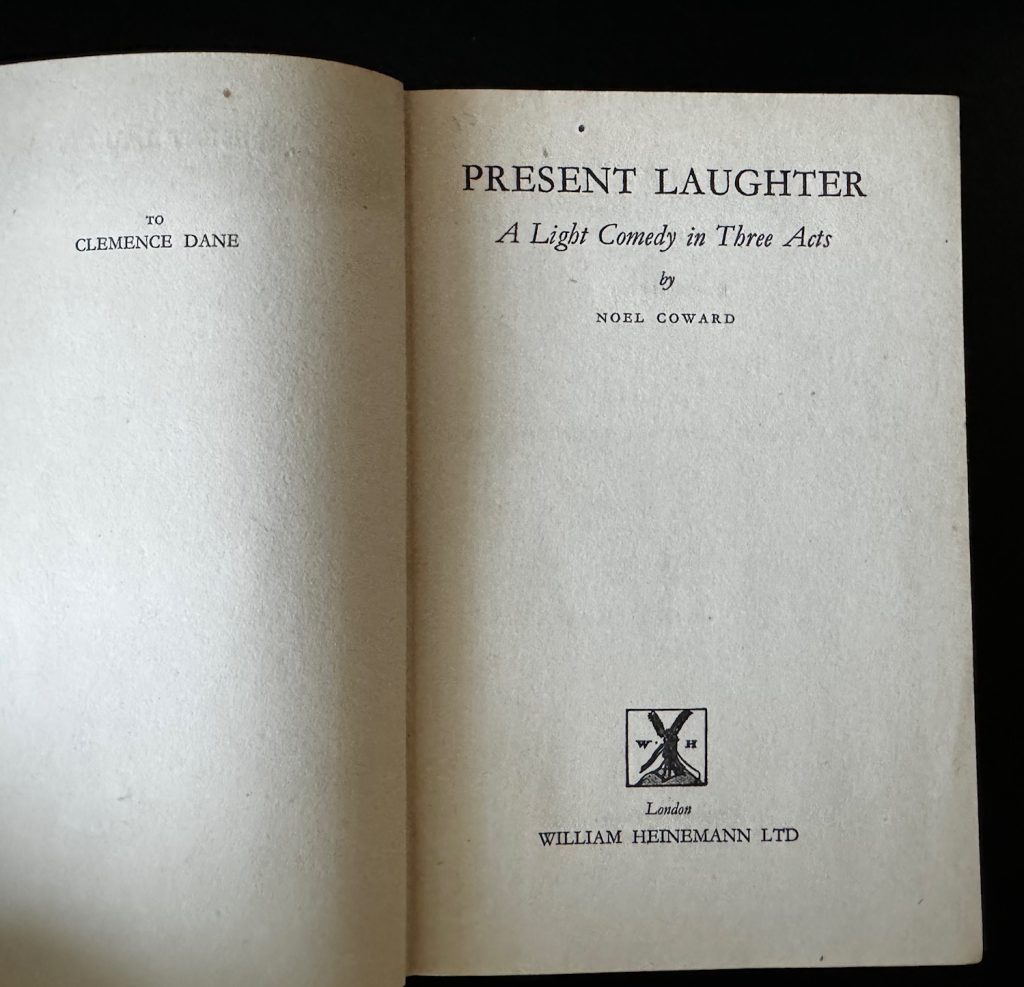 TO
CLEMENCE DANE
PRESENT LAUGHTER
A Light Comedy in Three Acts
by
NOEL COWARD
W · H
London
WILLIAM HEINEMANN LTD